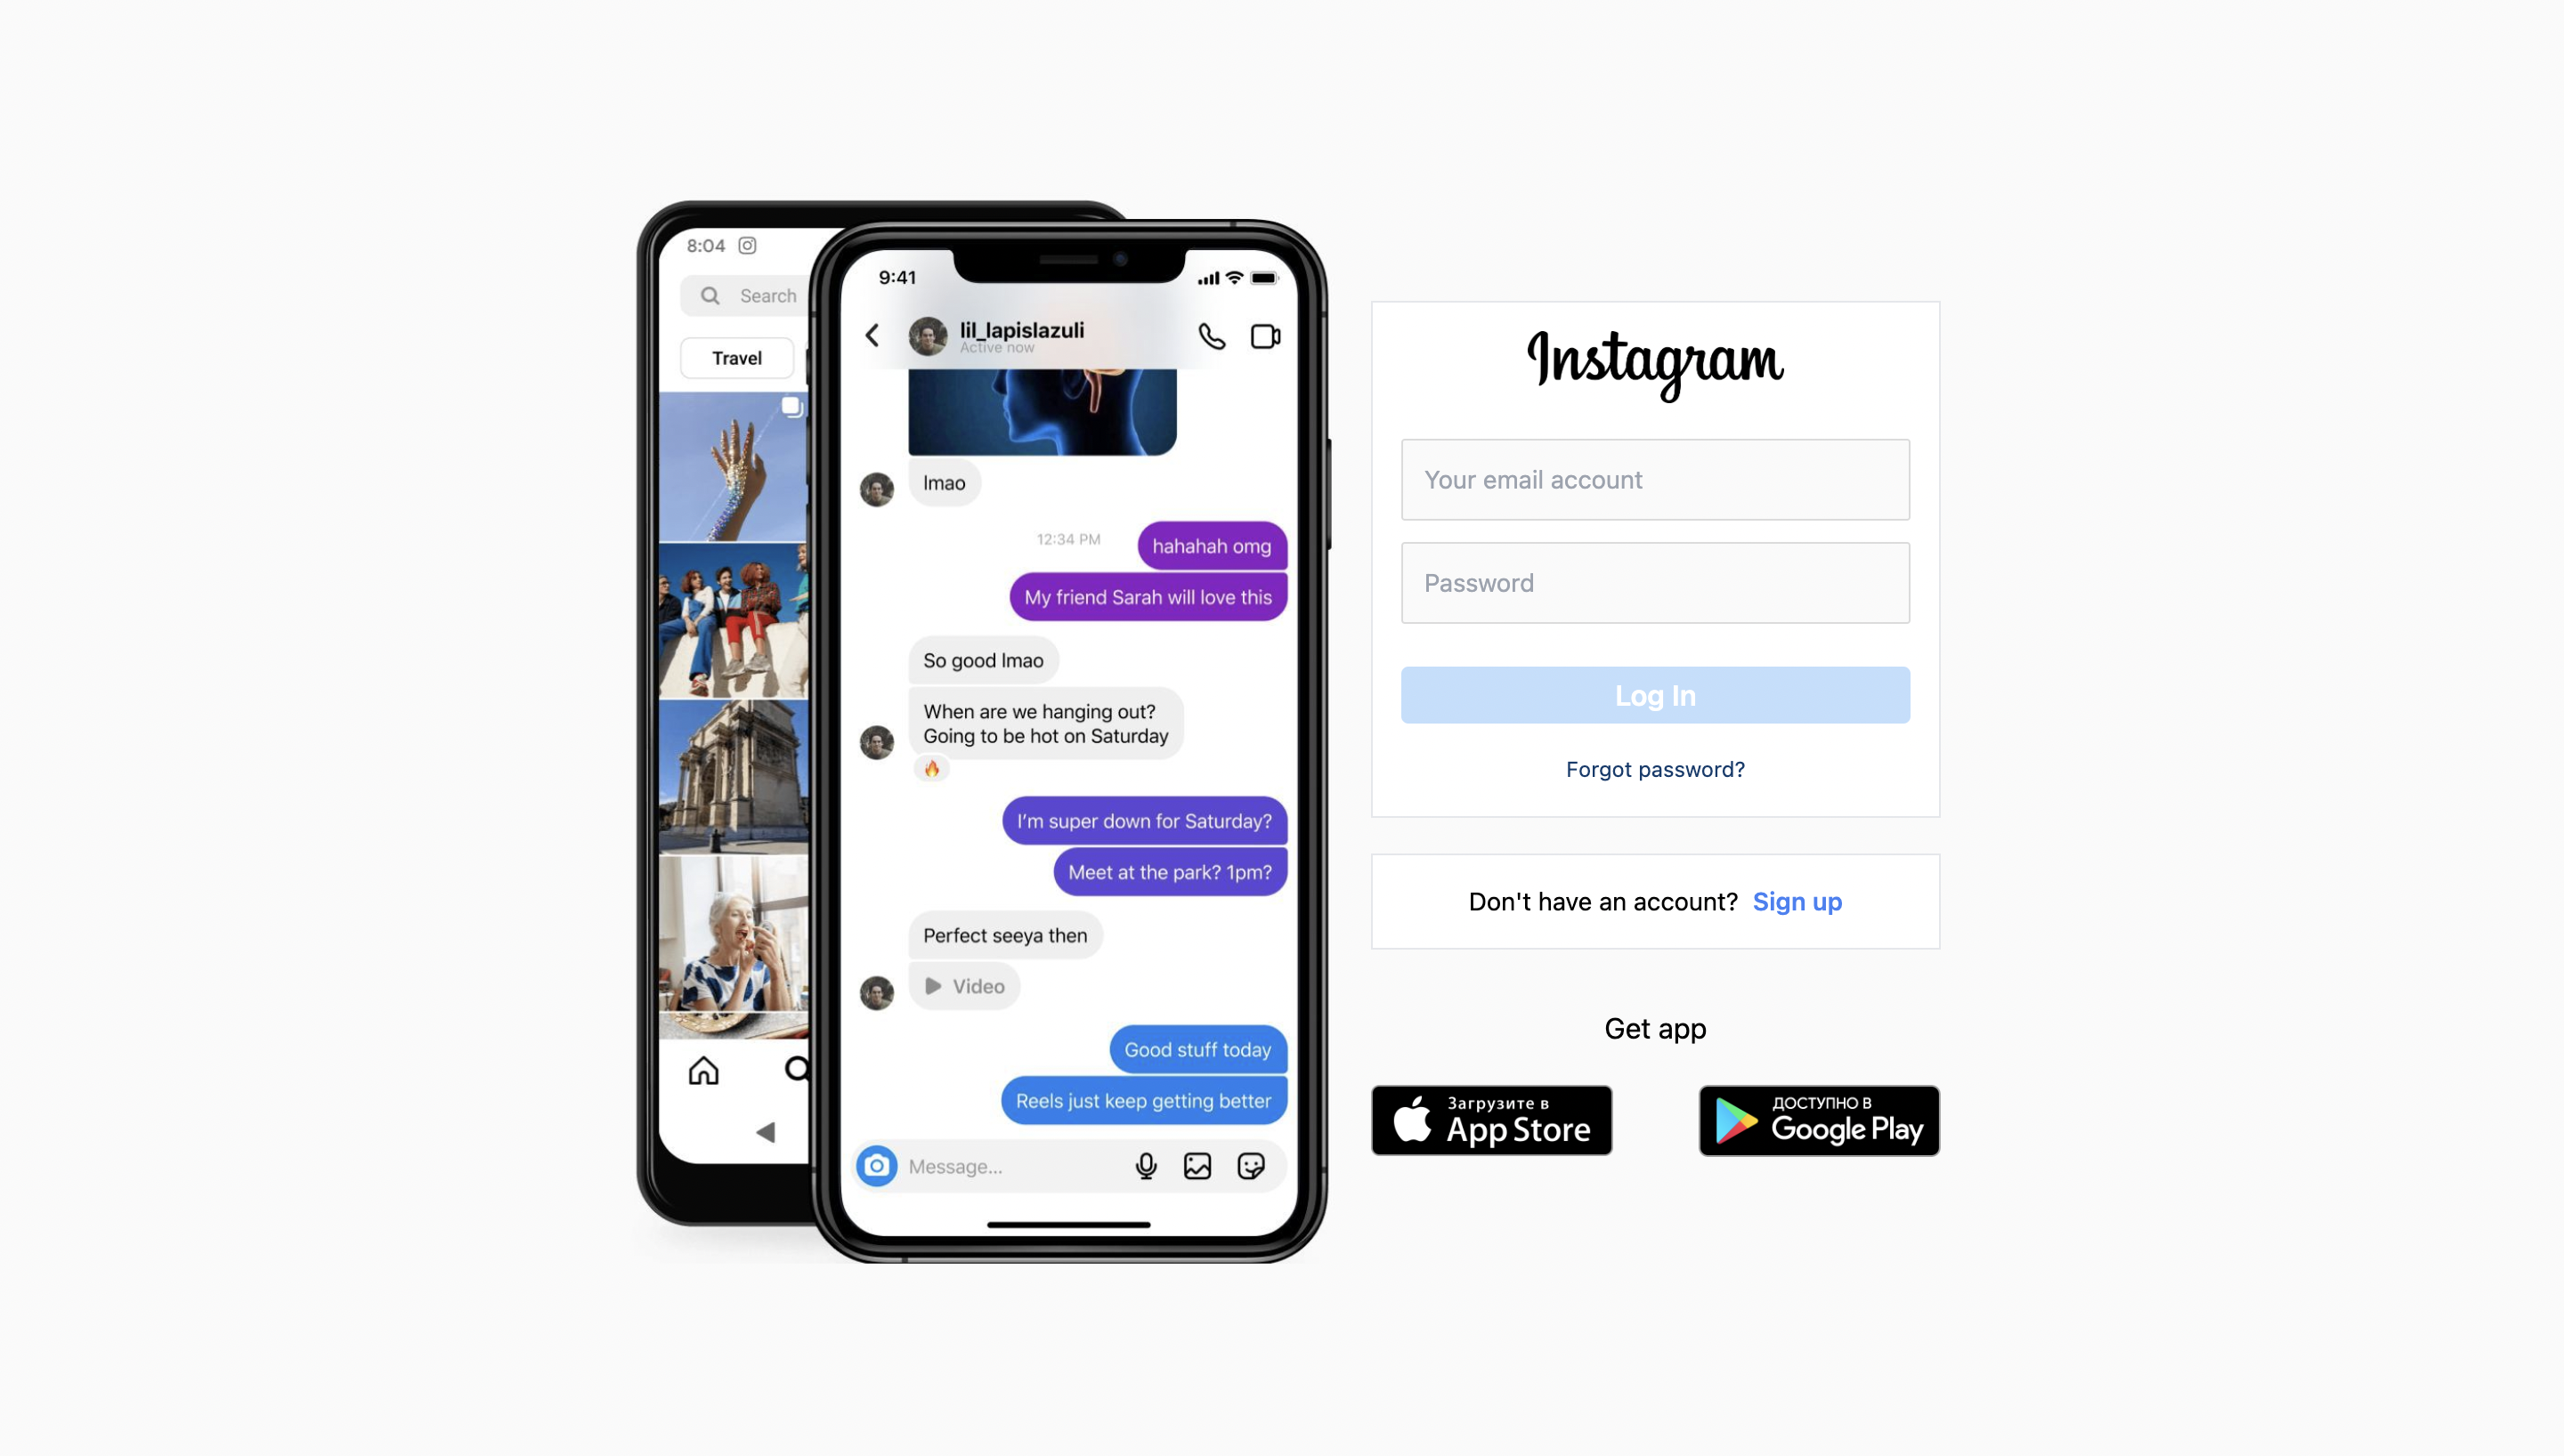 8:04
Search
Travel
9:41
lil_lapislazuli
Active now
lmao
12:34 PM
hahahah omg
My friend Sarah will love this
So good lmao
When are we hanging out?
Going to be hot on Saturday
I'm super down for Saturday?
Meet at the park? 1pm?
Perfect seeya then
Video
Good stuff today
Reels just keep getting better
Message...
Instagram
Your email account
Password
Log In
Forgot password?
Don't have an account? Sign up
Get app
Загрузите в
App Store
ДОСТУПНО В
Google Play